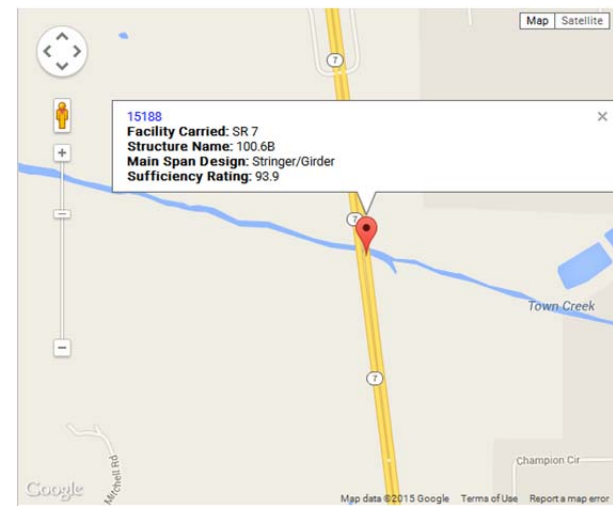 Map Satellite
7
15188
Facility Carried: SR 7
Structure Name: 100.6B
Main Span Design: Stringer/Girder
Sufficiency Rating: 93.9
7
Town Creek
7
Champion Cir
Mitchell Rd
Google
Map data ©2015 Google Terms of Use Report a map error